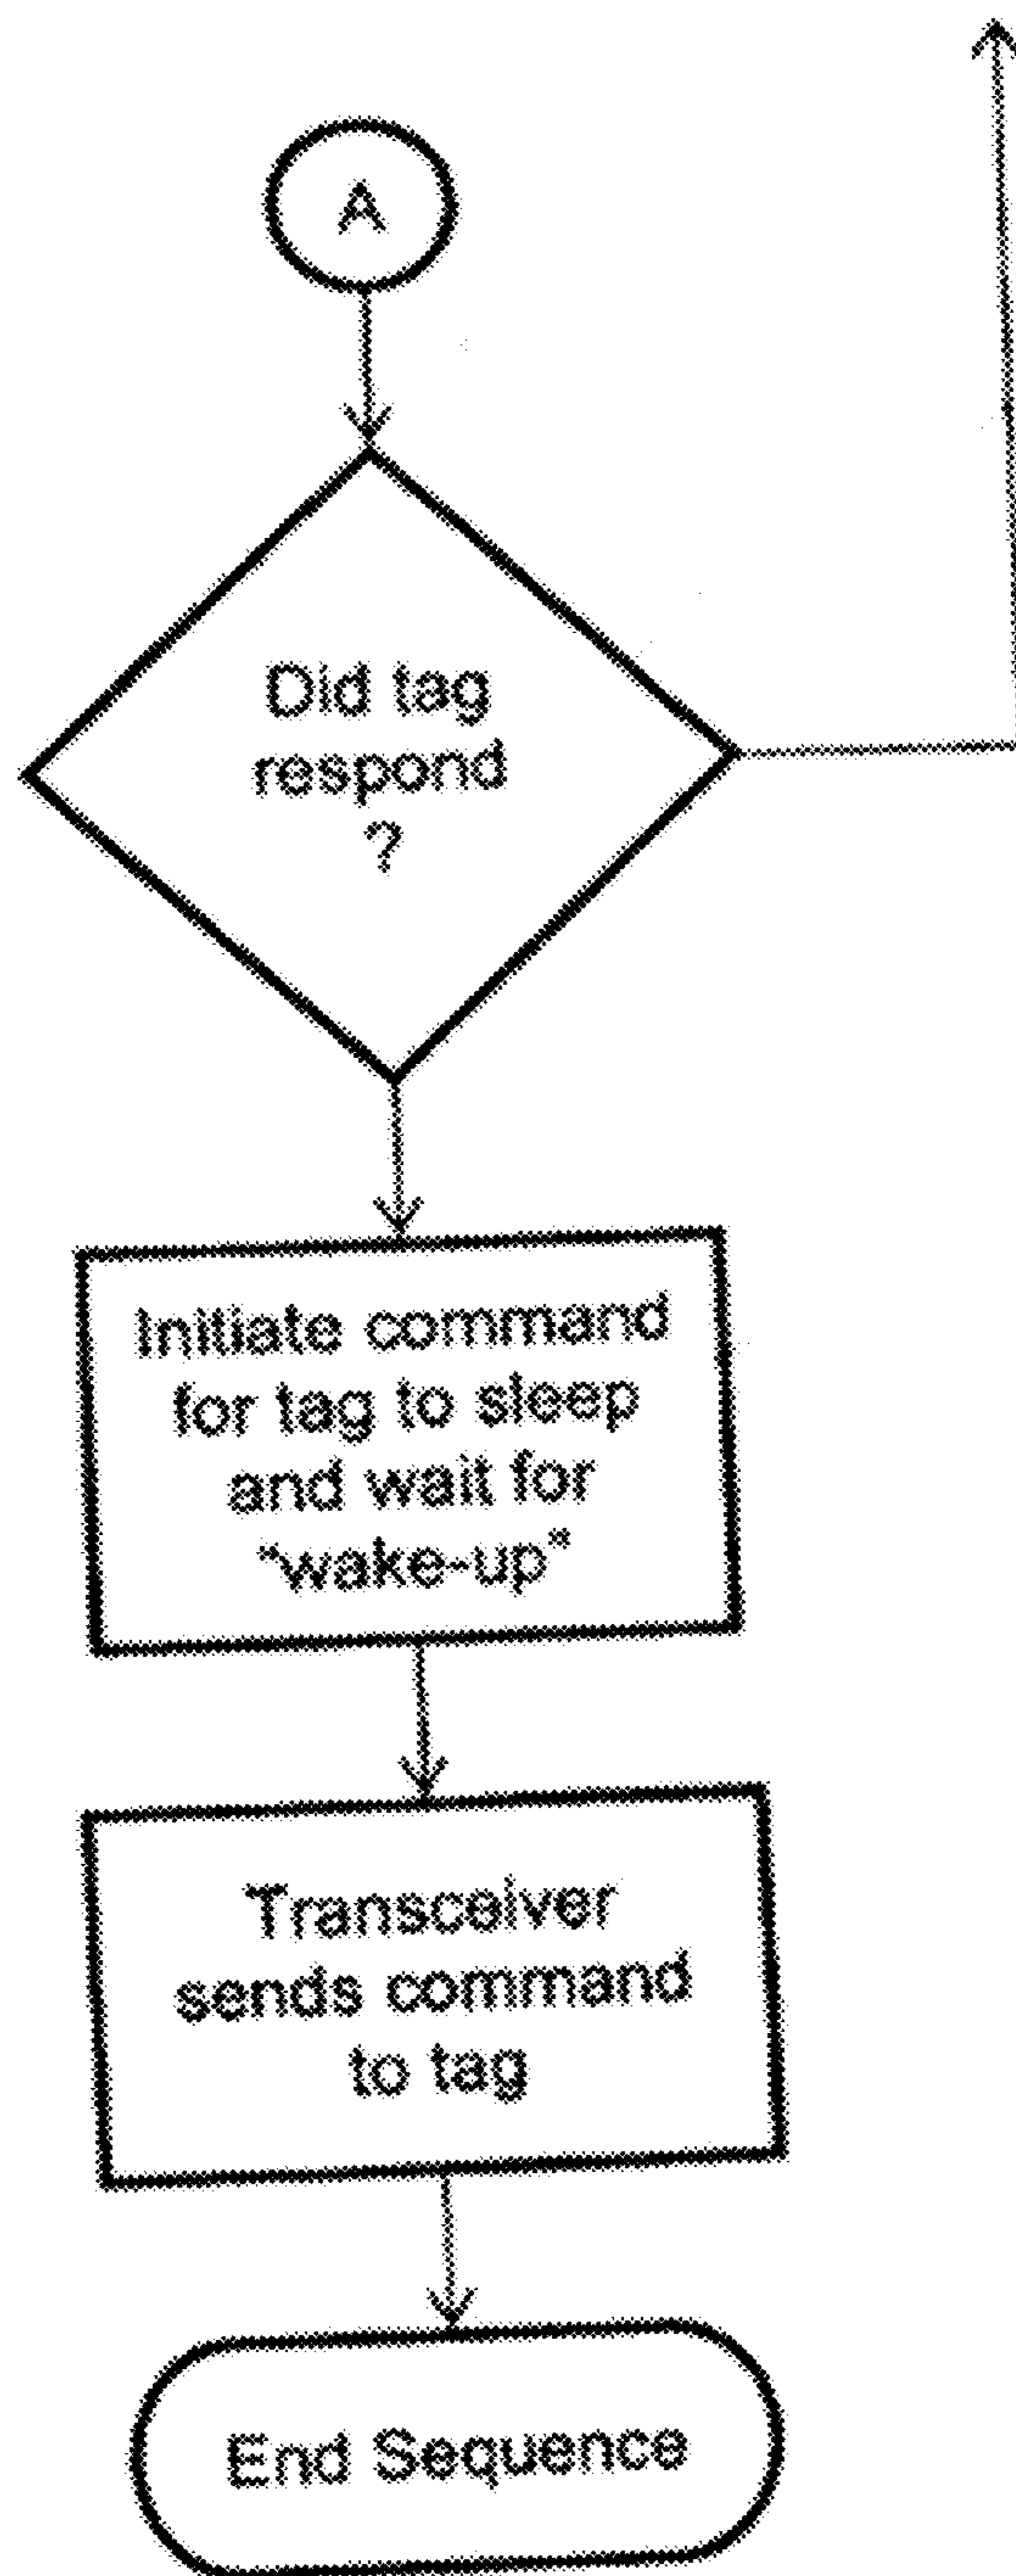 A
Did tag
respond
?
Initiate command
for tag to sleep
and wait for
"wake-up"
Transceiver
sends command
to tag
End Sequence